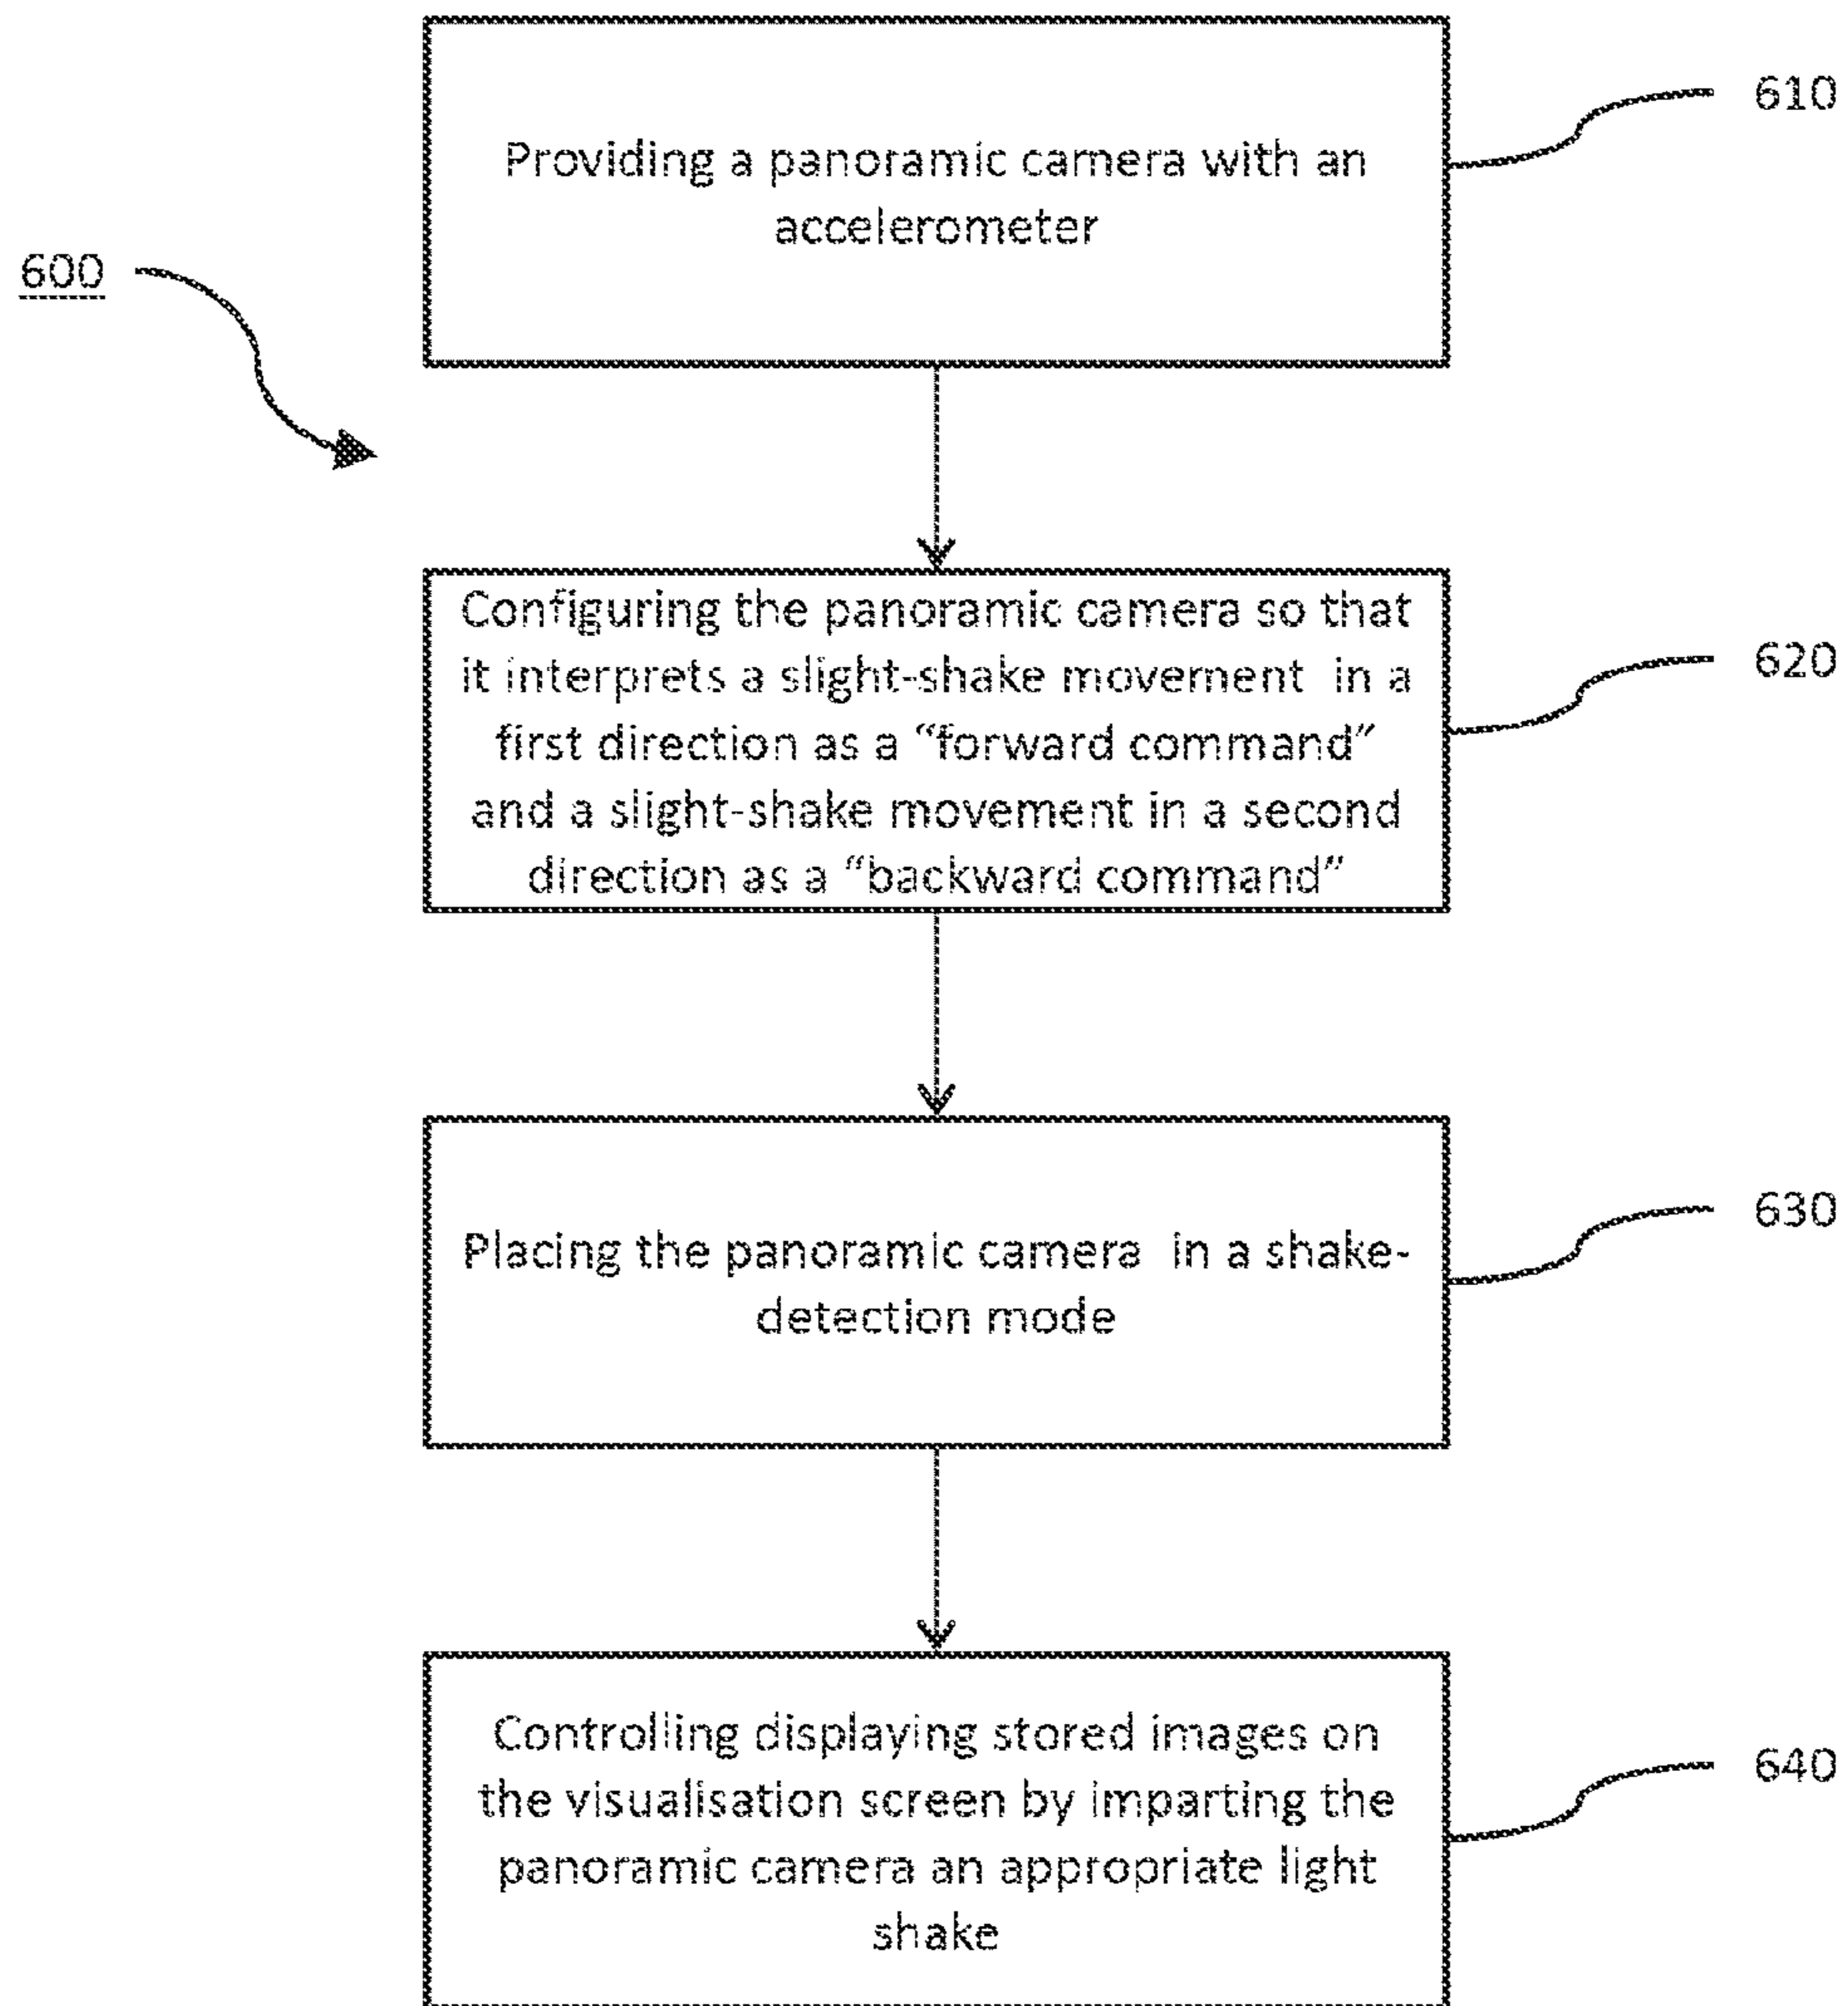 Providing a panoramic camera with an
accelerometer
610
600
Configuring the panoramic camera so that
it interprets a slight-shake movement in a
first direction as a “forward command”
and a slight-shake movement in a second
direction as a “backward command”
620
Placing the panoramic camera in a shake-
detection mode
630
Controlling displaying stored images on
the visualisation screen by imparting the
panoramic camera an appropriate light
shake
640